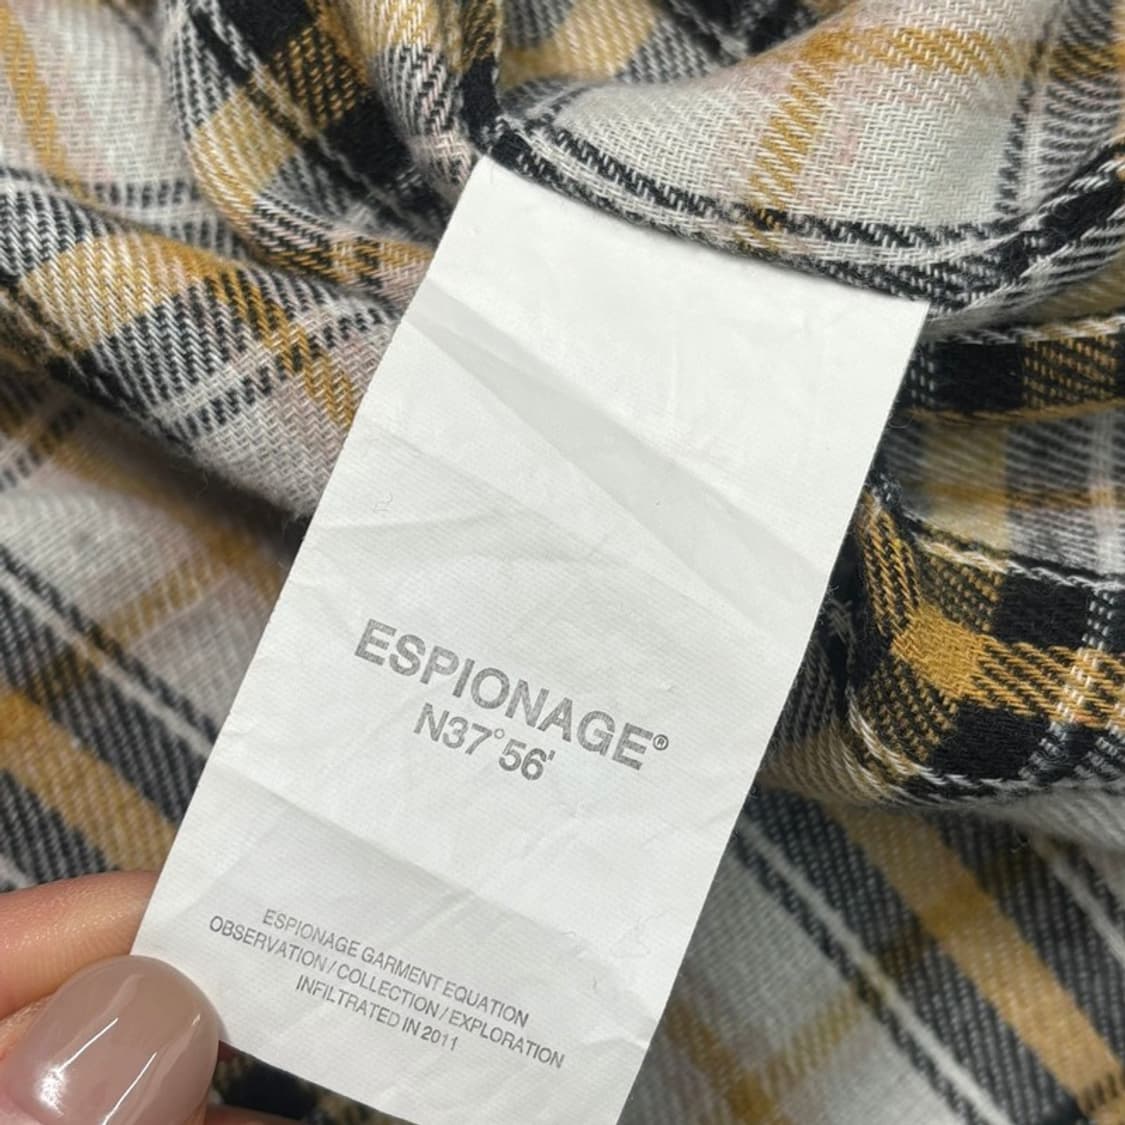 ESPIONAGE®
N37°56'
ESPIONAGE GARMENT EQUATION
OBSERVATION / COLLECTION / EXPLORATION
INFILTRATED IN 2011